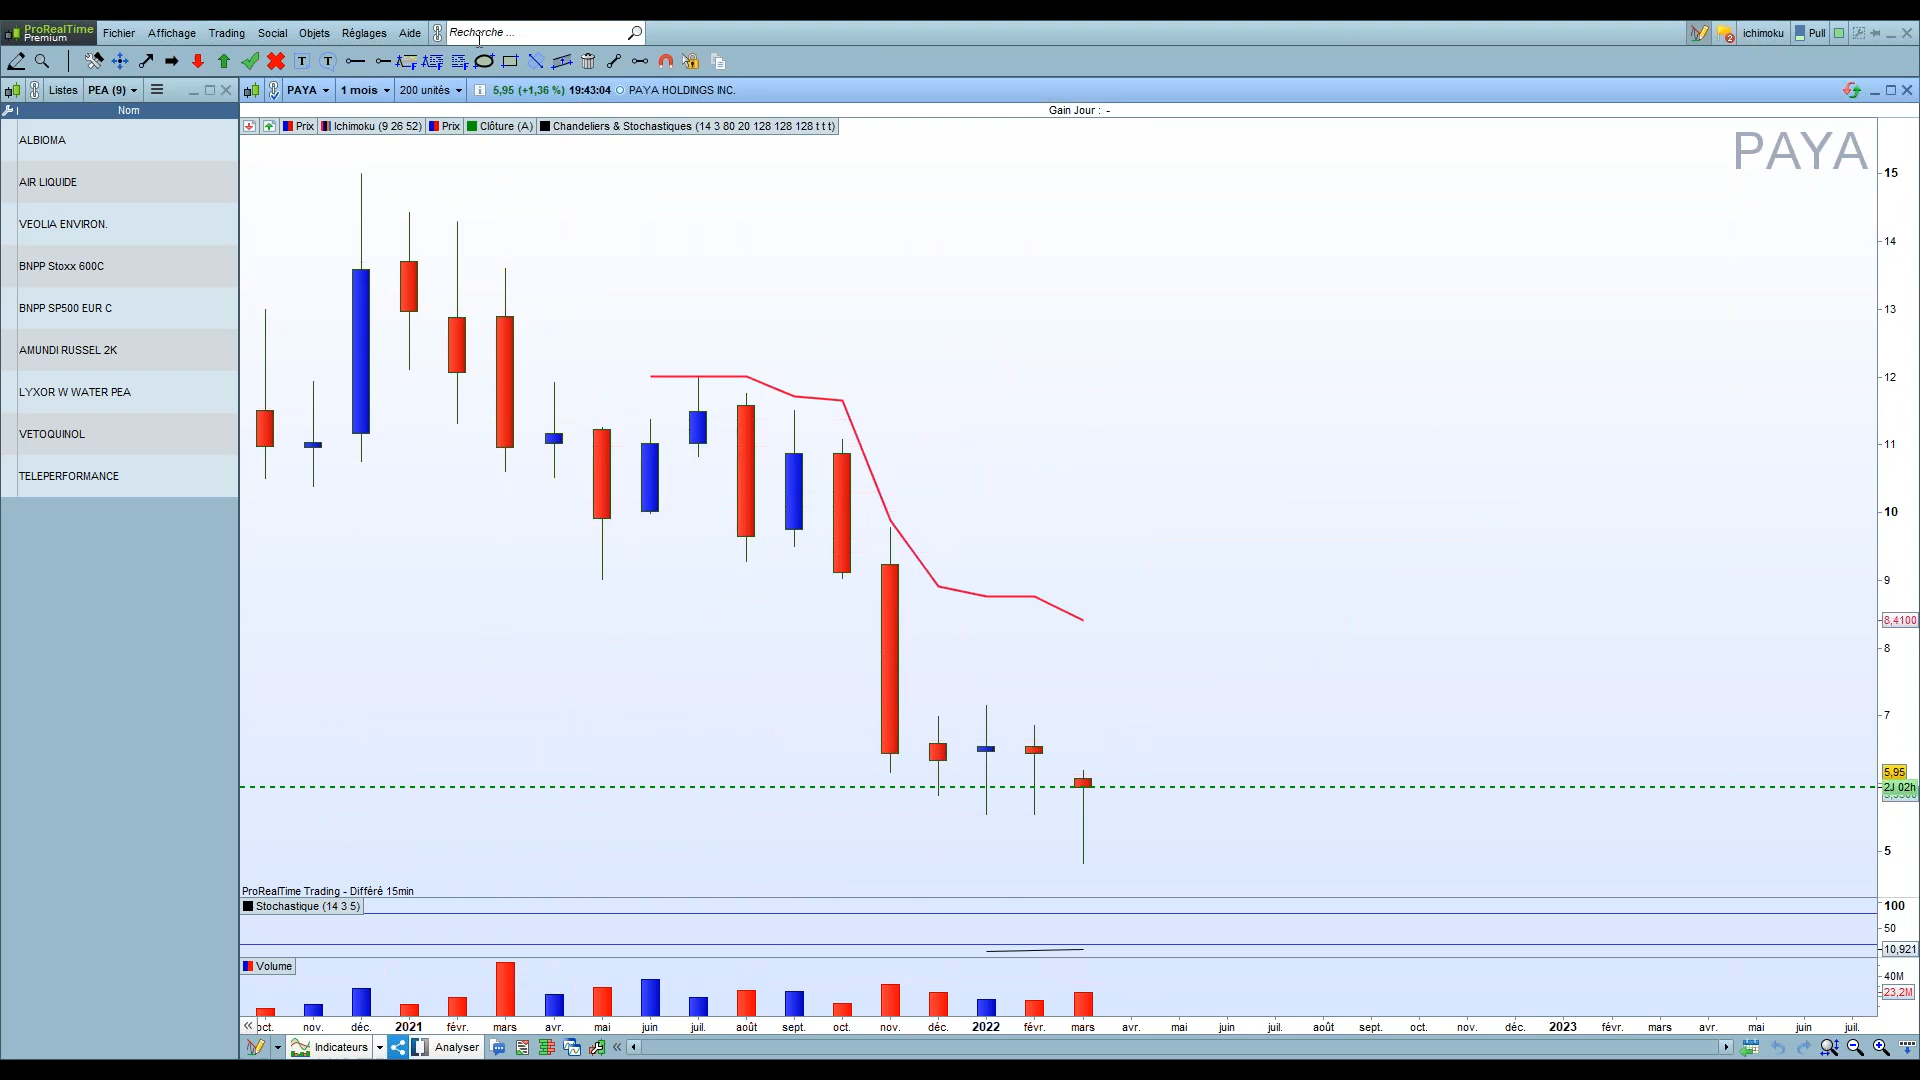 ProRealTime
Premium
Fichier Affichage Trading Social Objets Réglages Aide Recherche ... 2 ichimoku Pull
T T F F F
Listes PEA (9) PAYA 1 mois 200 unités i 5,95 (+1,36 %) 19:43:04 PAYA HOLDINGS INC.
Nom
Gain Jour : -
Prix Ichimoku (9 26 52) Prix Clôture (A) Chandeliers & Stochastiques (14 3 80 20 128 128 128 t t t)
ALBIOMA
AIR LIQUIDE
VEOLIA ENVIRON.
BNPP Stoxx 600C
BNPP SP500 EUR C
AMUNDI RUSSEL 2K
LYXOR W WATER PEA
VETOQUINOL
TELEPERFORMANCE
PAYA
15
14
13
12
11
10
9
8,4100
8
7
5,95
2J 02h
5
ProRealTime Trading - Différé 15min
Stochastique (14 3 5)
100
50
10,921
Volume
40M
23,2M
oct. nov. déc. 2021 févr. mars avr. mai juin juil. août sept. oct. nov. déc. 2022 févr. mars avr. mai juin juil. août sept. oct. nov. déc. 2023 févr. mars avr. mai juin juil.
Indicateurs Analyser